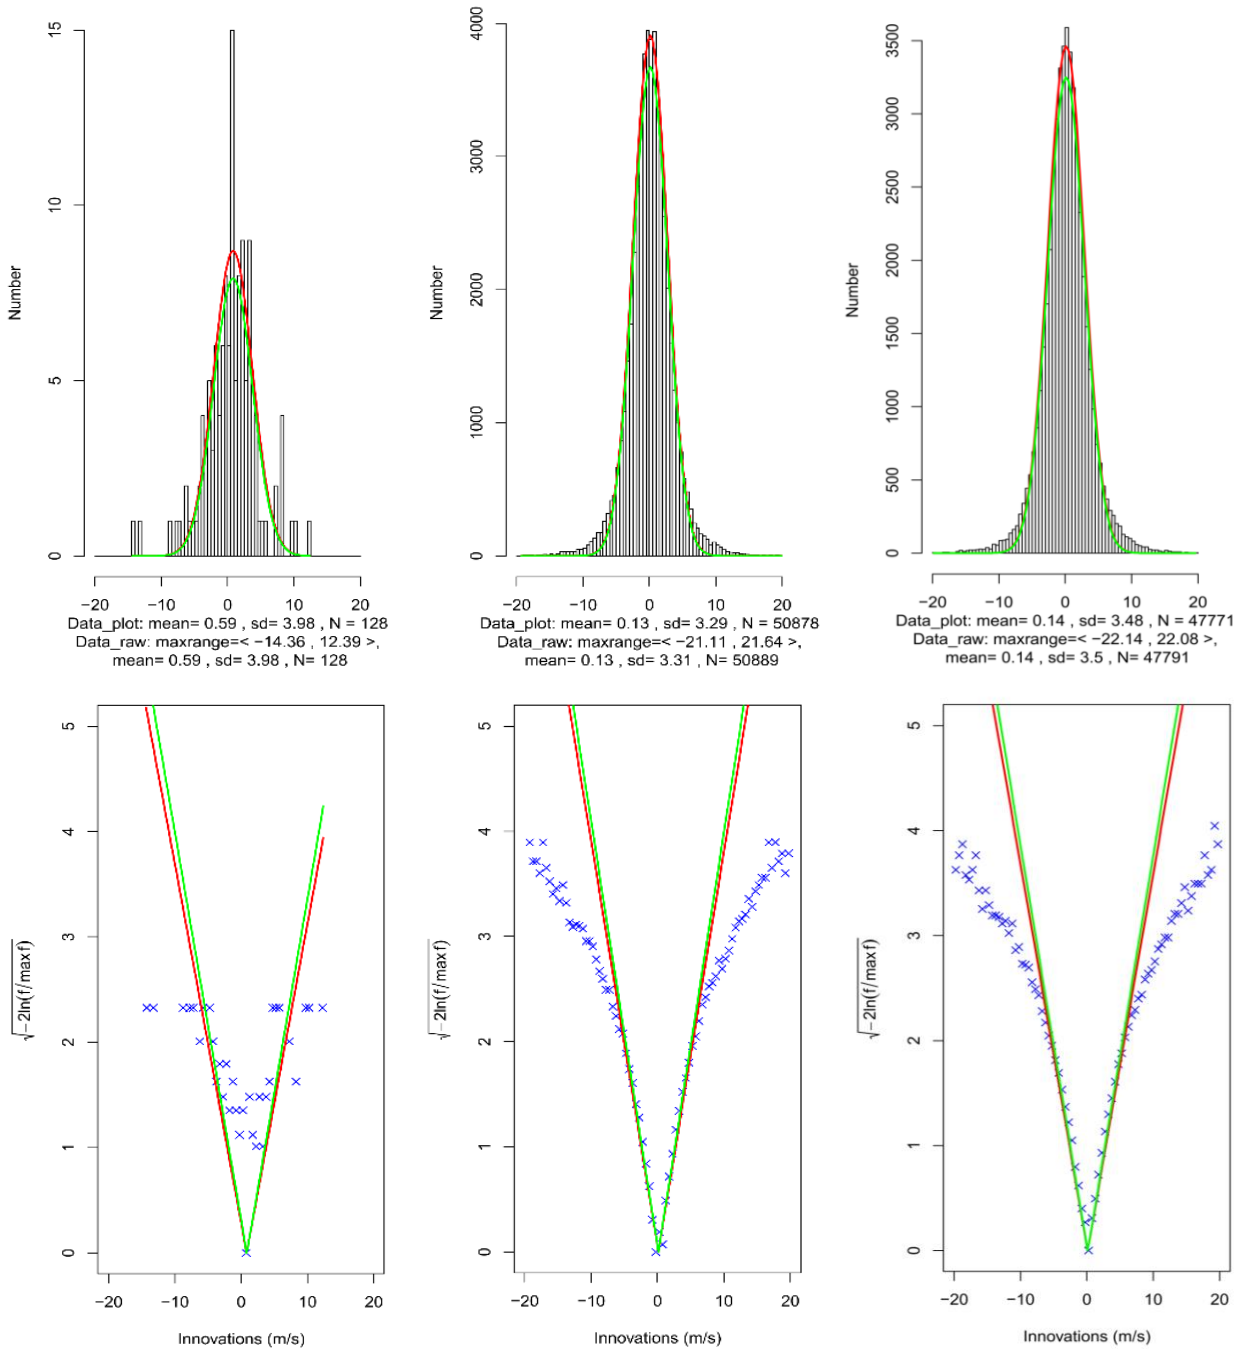 15
10
5
0
Number
−20 −10 0 10 20
Data_plot: mean= 0.59 , sd= 3.98 , N = 128
Data_raw: maxrange=< −14.36 , 12.39 >,
mean= 0.59 , sd= 3.98 , N= 128
4000
3000
2000
1000
0
Number
−20 −10 0 10 20
Data_plot: mean= 0.13 , sd= 3.29 , N = 50878
Data_raw: maxrange=< −21.11 , 21.64 >,
mean= 0.13 , sd= 3.31 , N= 50889
3500
3000
2500
2000
1500
1000
500
0
Number
−20 −10 0 10 20
Data_plot: mean= 0.14 , sd= 3.48 , N = 47771
Data_raw: maxrange=< −22.14 , 22.08 >,
mean= 0.14 , sd= 3.5 , N= 47791
5
4
3
2
1
0
√−2ln(f/maxf)
−20 −10 0 10 20
Innovations (m/s)
5
4
3
2
1
0
√−2ln(f/maxf)
−20 −10 0 10 20
Innovations (m/s)
5
4
3
2
1
0
√−2ln(f/maxf)
−20 −10 0 10 20
Innovations (m/s)